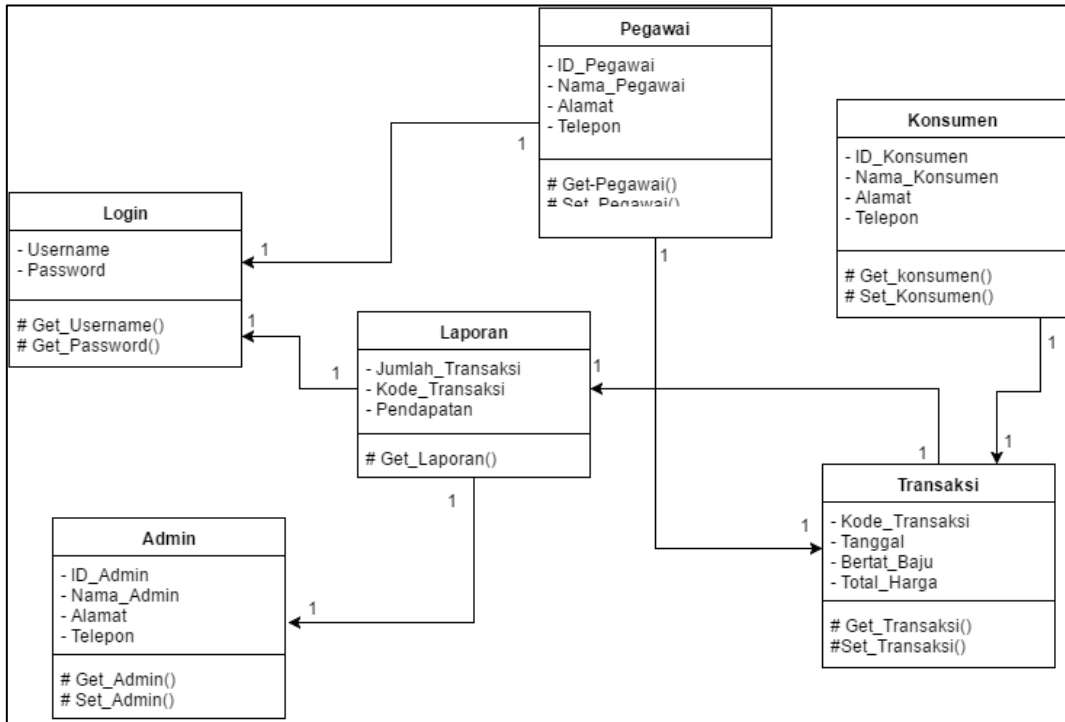 Pegawai
- ID_Pegawai
- Nama_Pegawai
- Alamat
- Telepon
# Get-Pegawai()
# Set_Pegawai()
1
1
Konsumen
- ID_Konsumen
- Nama_Konsumen
- Alamat
- Telepon
# Get_konsumen()
# Set_Konsumen()
1
Login
- Username
- Password
# Get_Username()
# Get_Password()
1
1
Laporan
- Jumlah_Transaksi
- Kode_Transaksi
- Pendapatan
# Get_Laporan()
1
1
1
Transaksi
- Kode_Transaksi
- Tanggal
- Bertat_Baju
- Total_Harga
# Get_Transaksi()
#Set_Transaksi()
1
1
1
Admin
- ID_Admin
- Nama_Admin
- Alamat
- Telepon
# Get_Admin()
# Set_Admin()
1